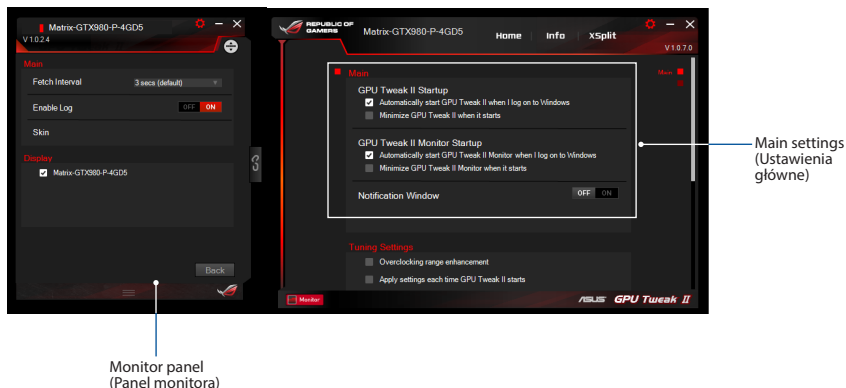 Matrix-GTX980-P-4GD5
V 1.0.2.4
Main
Fetch Interval
3 secs (default)
Enable Log
OFF ON
Skin
Display
Matrix-GTX980-P-4GD5
Back
REPUBLIC OF
GAMERS
Matrix-GTX980-P-4GD5
Home
Info
XSplit
V 1.0.7.0
Main
Main
GPU Tweak II Startup
Automatically start GPU Tweak II when I log on to Windows
Minimize GPU Tweak II when it starts
GPU Tweak II Monitor Startup
Automatically start GPU Tweak II Monitor when I log on to Windows
Minimize GPU Tweak II Monitor when it starts
Notification Window
OFF ON
Tuning Settings
Overclocking range enhancement
Apply settings each time GPU Tweak II starts
Monitor
ASUS GPU Tweak II
Main settings
(Ustawienia
główne)
Monitor panel
(Panel monitora)